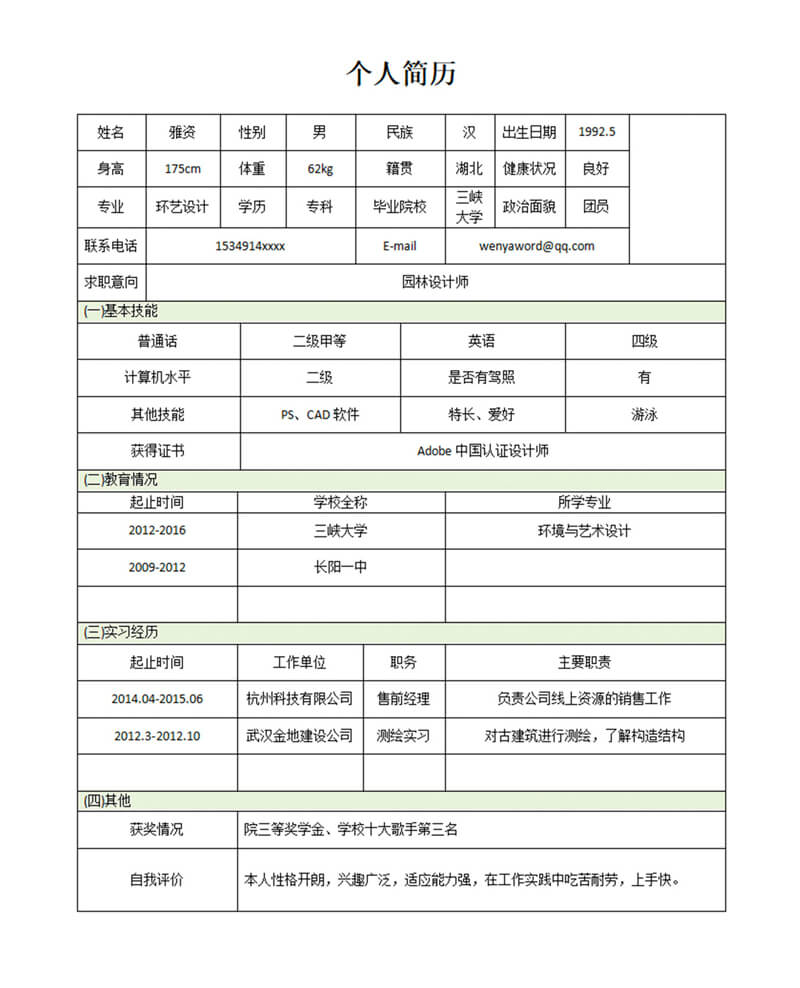 个人简历
姓名 雅资 性别 男 民族 汉 出生日期 1992.5
身高 175cm 体重 62kg 籍贯 湖北 健康状况 良好
专业 环艺设计 学历 专科 毕业院校 三峡大学 政治面貌 团员
联系电话 1534914xxxx E-mail wenyaword@qq.com
求职意向 园林设计师
(一)基本技能
普通话 二级甲等 英语 四级
计算机水平 二级 是否有驾照 有
其他技能 PS、CAD 软件 特长、爱好 游泳
获得证书 Adobe 中国认证设计师
(二)教育情况
起止时间 学校全称 所学专业
2012-2016 三峡大学 环境与艺术设计
2009-2012 长阳一中
(三)实习经历
起止时间 工作单位 职务 主要职责
2014.04-2015.06 杭州科技有限公司 售前经理 负责公司线上资源的销售工作
2012.3-2012.10 武汉金地建设公司 测绘实习 对古建筑进行测绘，了解构造结构
(四)其他
获奖情况 院三等奖学金、学校十大歌手第三名
自我评价 本人性格开朗，兴趣广泛，适应能力强，在工作实践中吃苦耐劳，上手快。